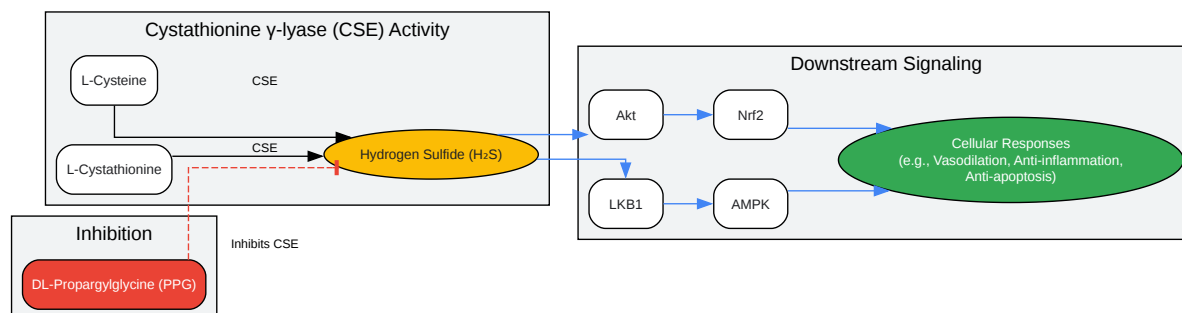 Cystathionine γ-lyase (CSE) Activity
L-Cysteine
CSE
L-Cystathionine
CSE
Hydrogen Sulfide (H₂S)
Inhibition
DL-Propargylglycine (PPG)
Inhibits CSE
Downstream Signaling
Akt
Nrf2
LKB1
AMPK
Cellular Responses
(e.g., Vasodilation, Anti-inflammation,
Anti-apoptosis)